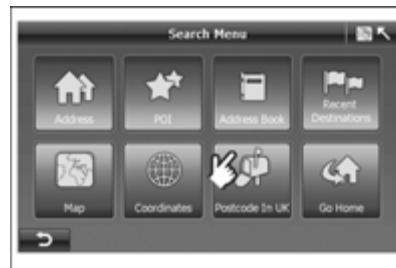 Search Menu
Address
POI
Address Book
Recent
Destinations
Map
Coordinates
Postcode In UK
Go Home